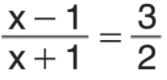 x − 1 / x + 1 = 3 / 2